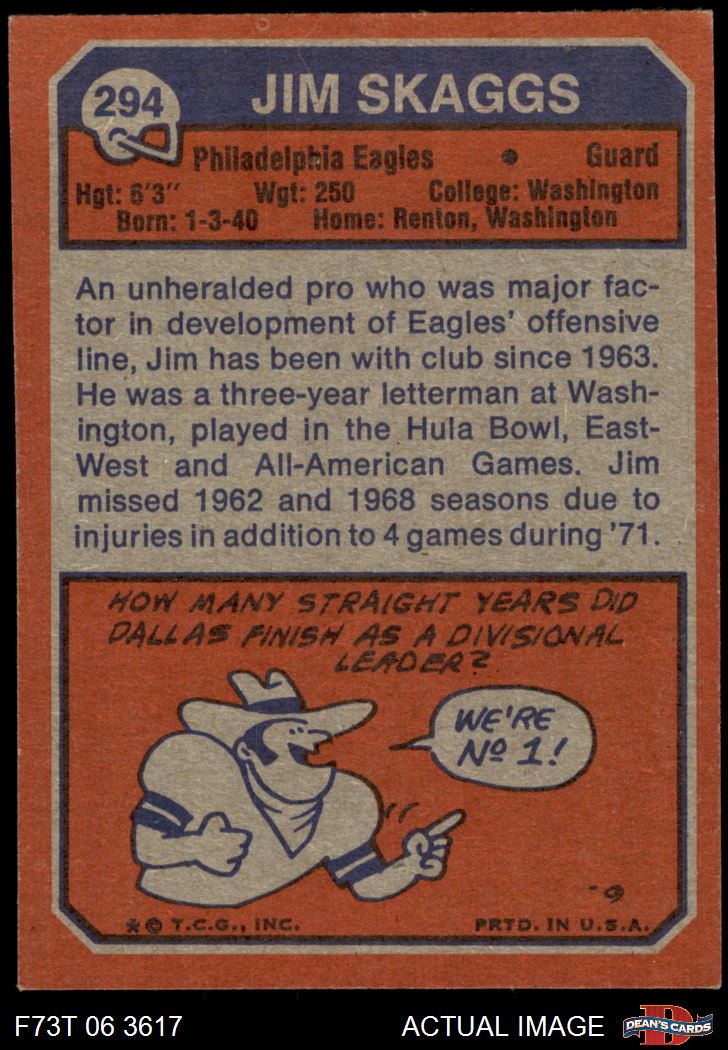 294
JIM SKAGGS
Philadelphia Eagles • Guard
Hgt: 6'3" Wgt: 250 College: Washington
Born: 1-3-40 Home: Renton, Washington
An unheralded pro who was major fac-
tor in development of Eagles' offensive
line, Jim has been with club since 1963.
He was a three-year letterman at Wash-
ington, played in the Hula Bowl, East-
West and All-American Games. Jim
missed 1962 and 1968 seasons due to
injuries in addition to 4 games during '71.
HOW MANY STRAIGHT YEARS DID
DALLAS FINISH AS A DIVISIONAL
LEADER?
WE'RE
Nº 1!
* © T.C.G., INC. PRTD. IN U.S.A.
F73T 06 3617 ACTUAL IMAGE
D
DEAN'S CARDS